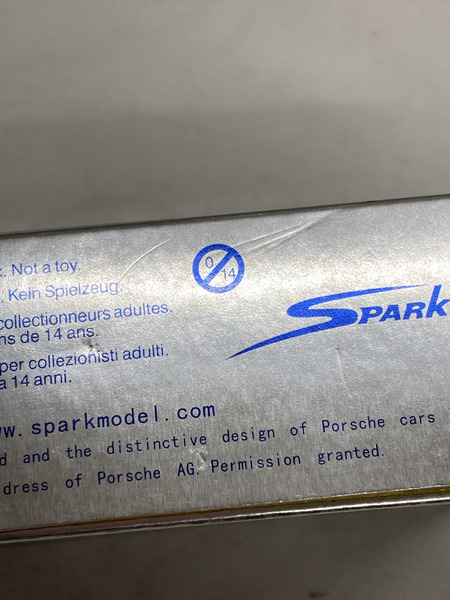 . Not a toy.
. Kein Spielzeug.
collectionneurs adultes.
ns de 14 ans.
per collezionisti adulti.
a 14 anni.
0 14
SPARK
w.sparkmodel.com
d and the distinctive design of Porsche cars
dress of Porsche AG. Permission granted.